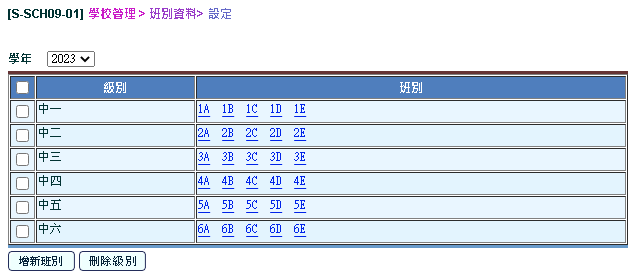 [S-SCH09-01] 學校管理 > 班別資料> 設定
學年 2023
級別 班別
中一 1A 1B 1C 1D 1E
中二 2A 2B 2C 2D 2E
中三 3A 3B 3C 3D 3E
中四 4A 4B 4C 4D 4E
中五 5A 5B 5C 5D 5E
中六 6A 6B 6C 6D 6E
增新班別 刪除級別